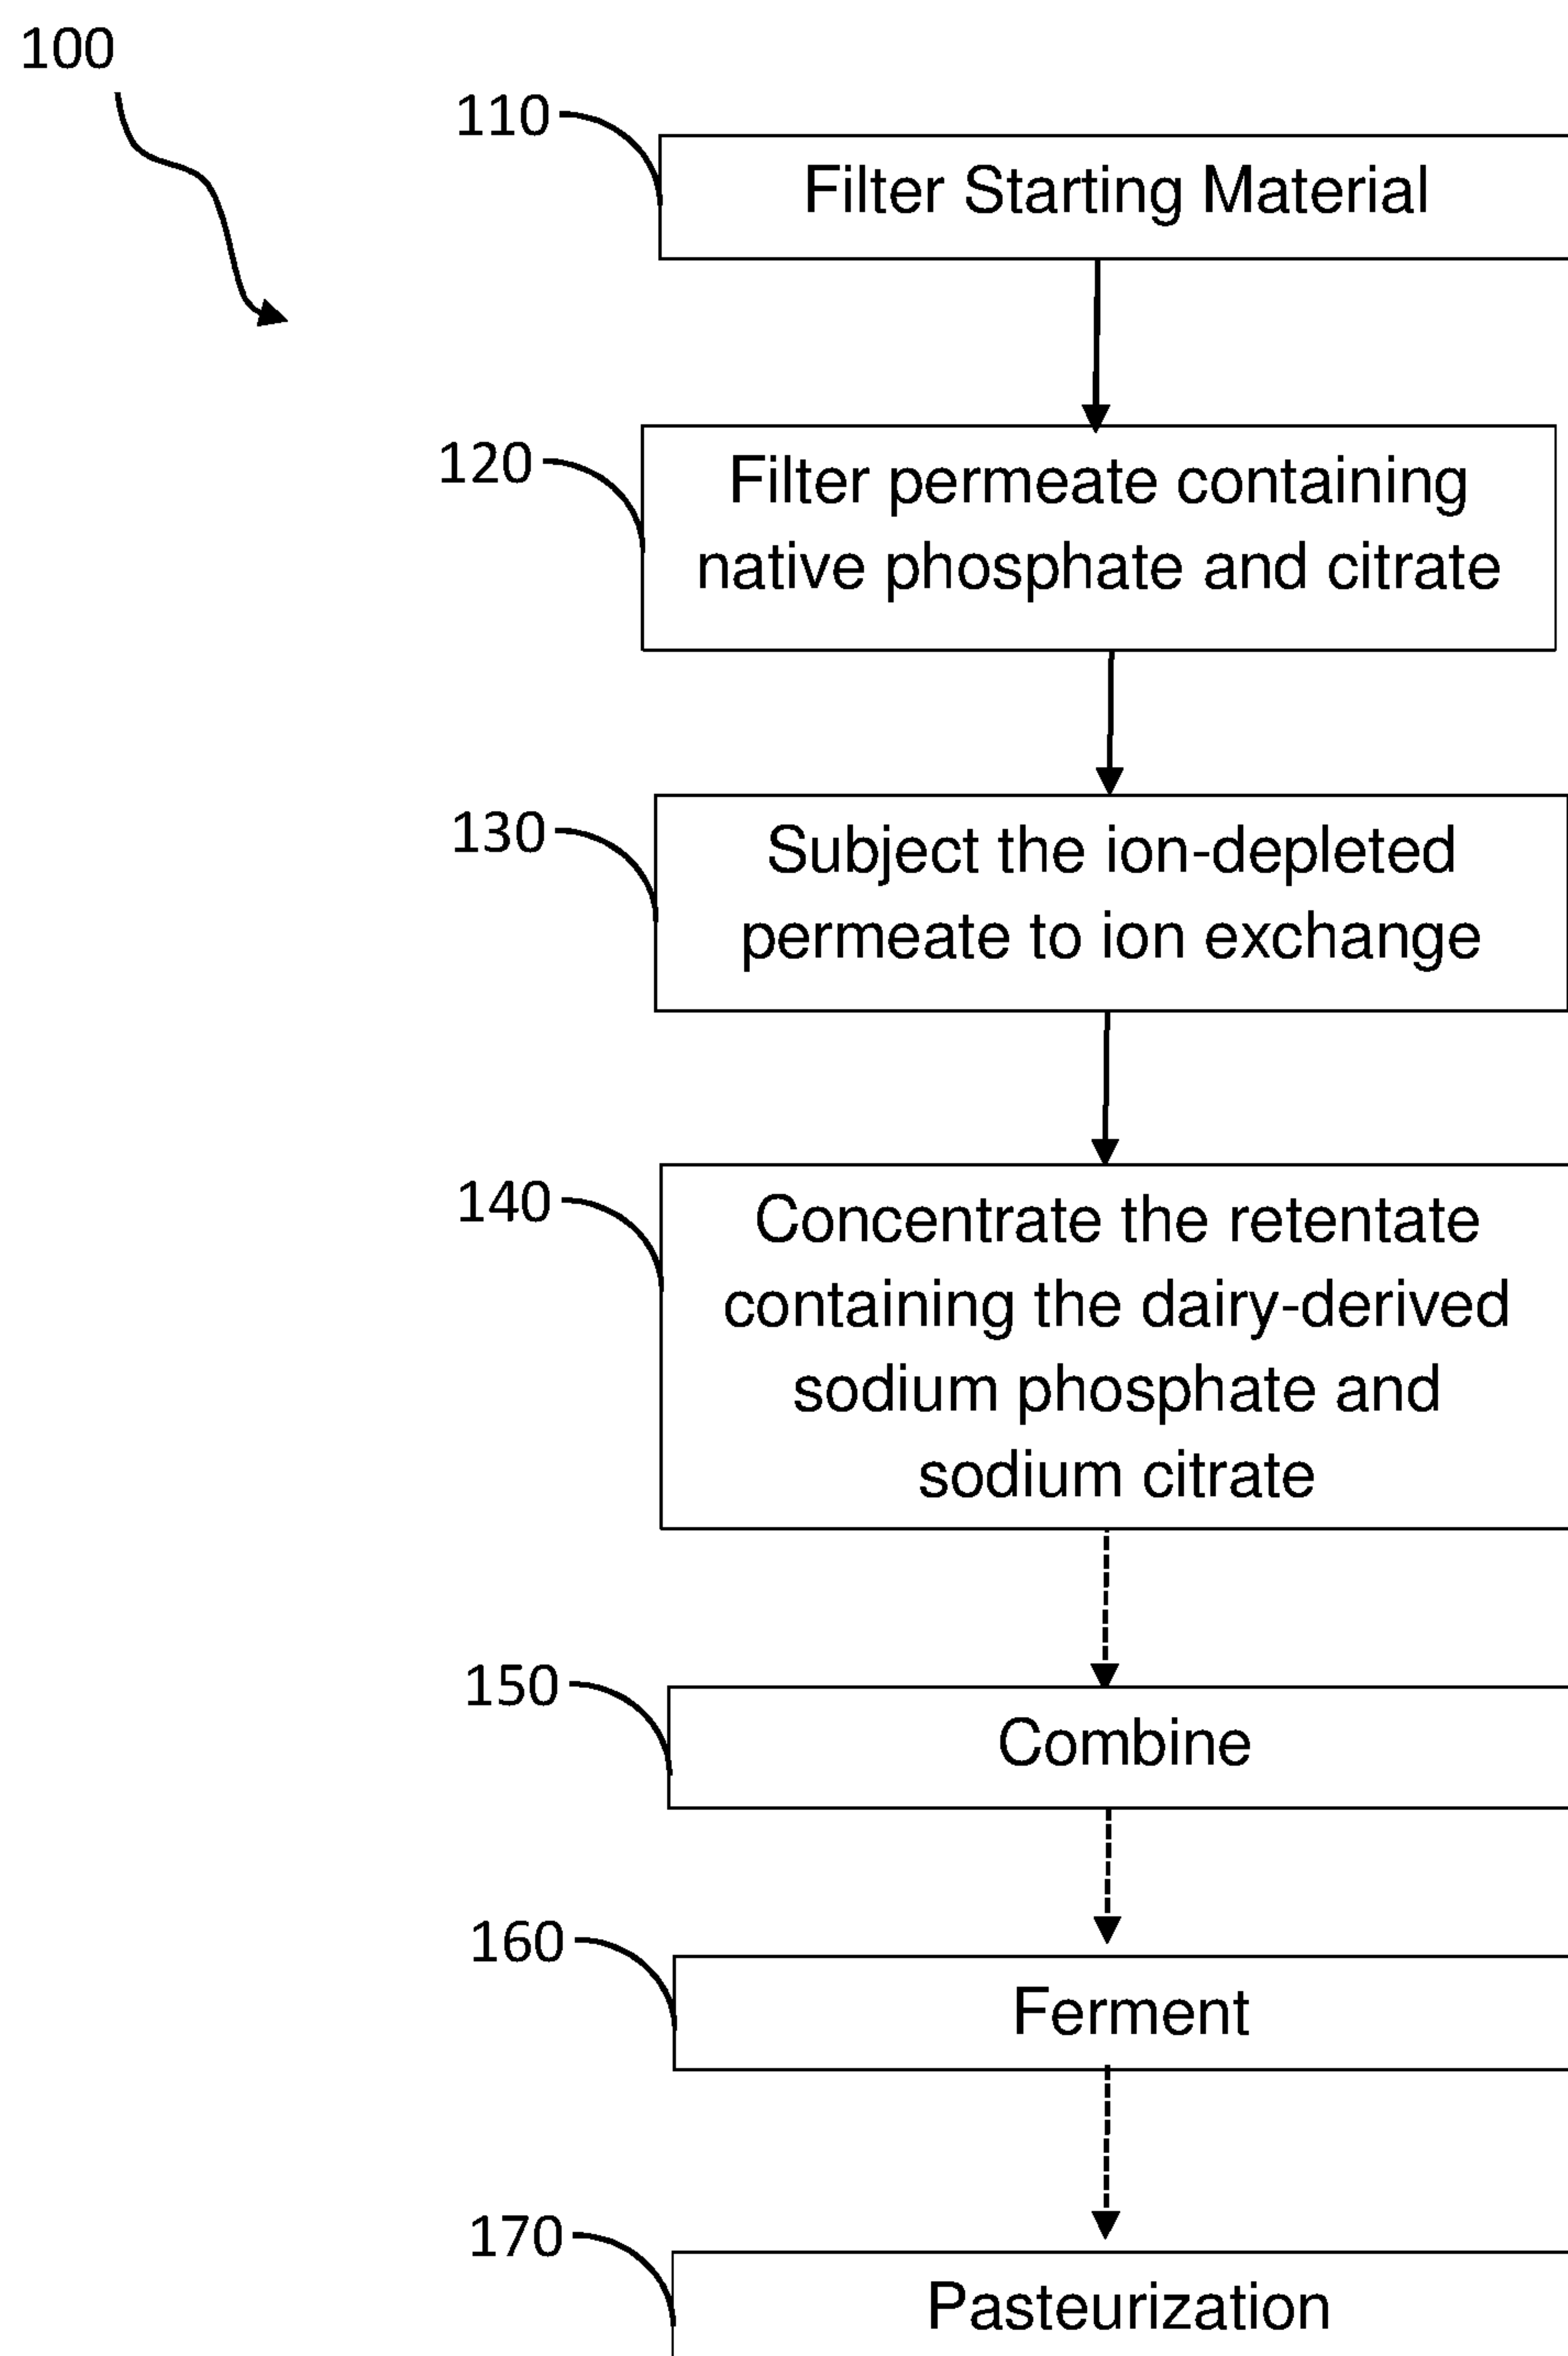 100
110
Filter Starting Material
120
Filter permeate containing
native phosphate and citrate
130
Subject the ion-depleted
permeate to ion exchange
140
Concentrate the retentate
containing the dairy-derived
sodium phosphate and
sodium citrate
150
Combine
160
Ferment
170
Pasteurization